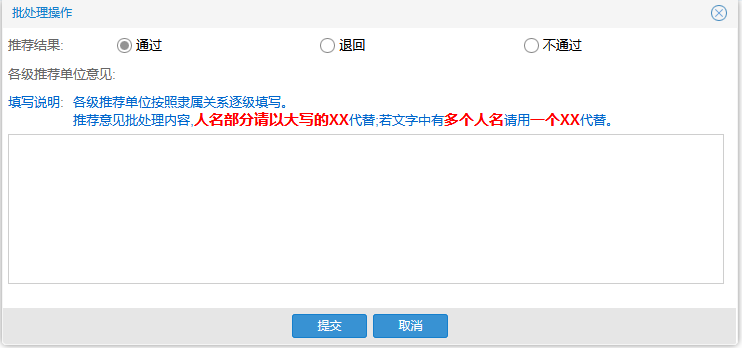 批处理操作
推荐结果: 通过 退回 不通过
各级推荐单位意见:
填写说明: 各级推荐单位按照隶属关系逐级填写。
推荐意见批处理内容,人名部分请以大写的XX代替;若文字中有多个人名请用一个XX代替。
提交 取消